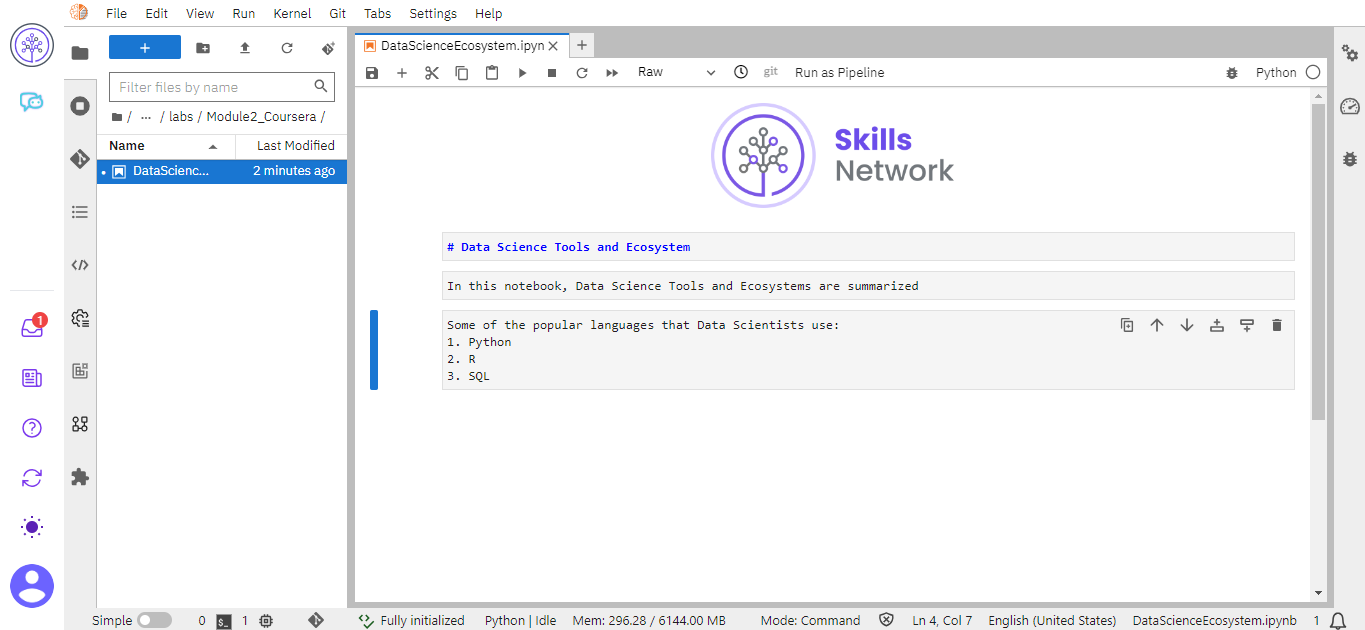 File Edit View Run Kernel Git Tabs Settings Help
+
Filter files by name
/ ... / labs / Module2_Coursera /
Name Last Modified
DataScienc... 2 minutes ago
DataScienceEcosystem.ipyn
Raw git Run as Pipeline Python
Skills
Network
# Data Science Tools and Ecosystem
In this notebook, Data Science Tools and Ecosystems are summarized
Some of the popular languages that Data Scientists use:
1. Python
2. R
3. SQL
1
Simple 0 $_ 1 Fully initialized Python | Idle Mem: 296.28 / 6144.00 MB Mode: Command Ln 4, Col 7 English (United States) DataScienceEcosystem.ipynb 1